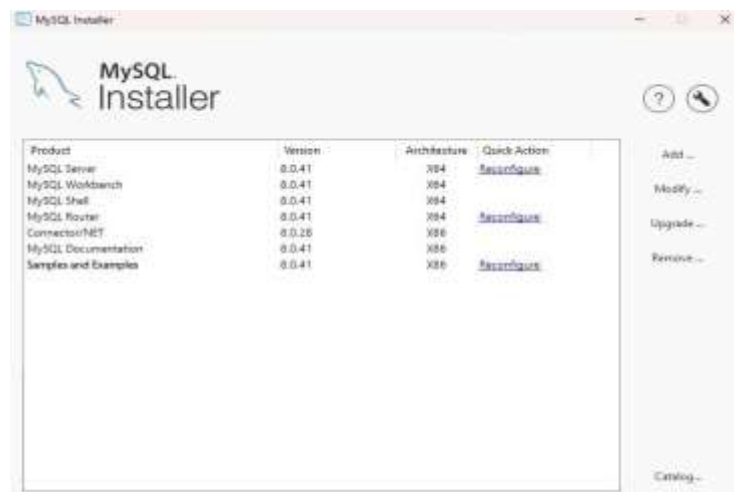 MySQL Installer
MySQL
Installer
?
Product Version Architecture Quick Action
MySQL Server 8.0.41 X64 Reconfigure
MySQL Workbench 8.0.41 X64
MySQL Shell 8.0.41 X64
MySQL Router 8.0.41 X64 Reconfigure
Connector/NET 8.0.28 X86
MySQL Documentation 8.0.41 X86
Samples and Examples 8.0.41 X86 Reconfigure
Add ...
Modify ...
Upgrade ...
Remove ...
Catalog...